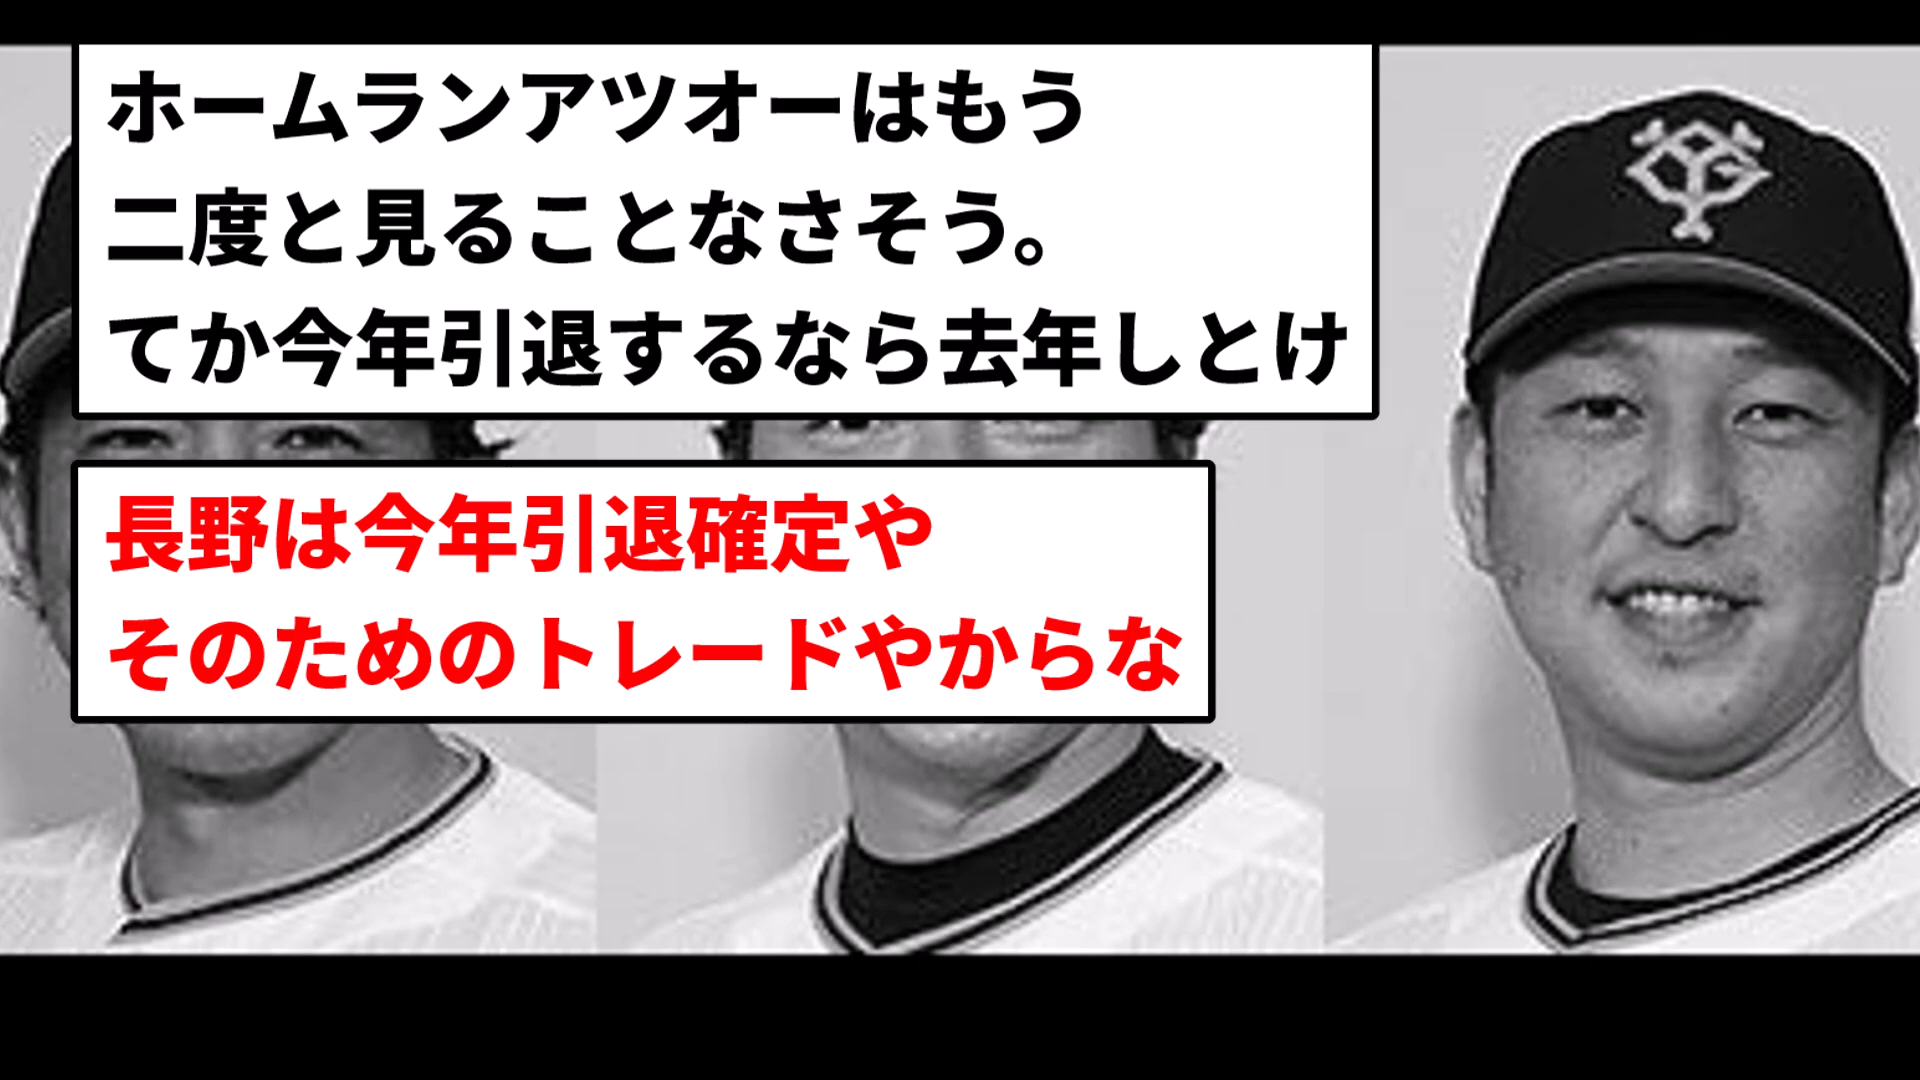 ホームランアツオーはもう
二度と見ることなさそう。
てか今年引退するなら去年しとけ
長野は今年引退確定や
そのためのトレードやからな